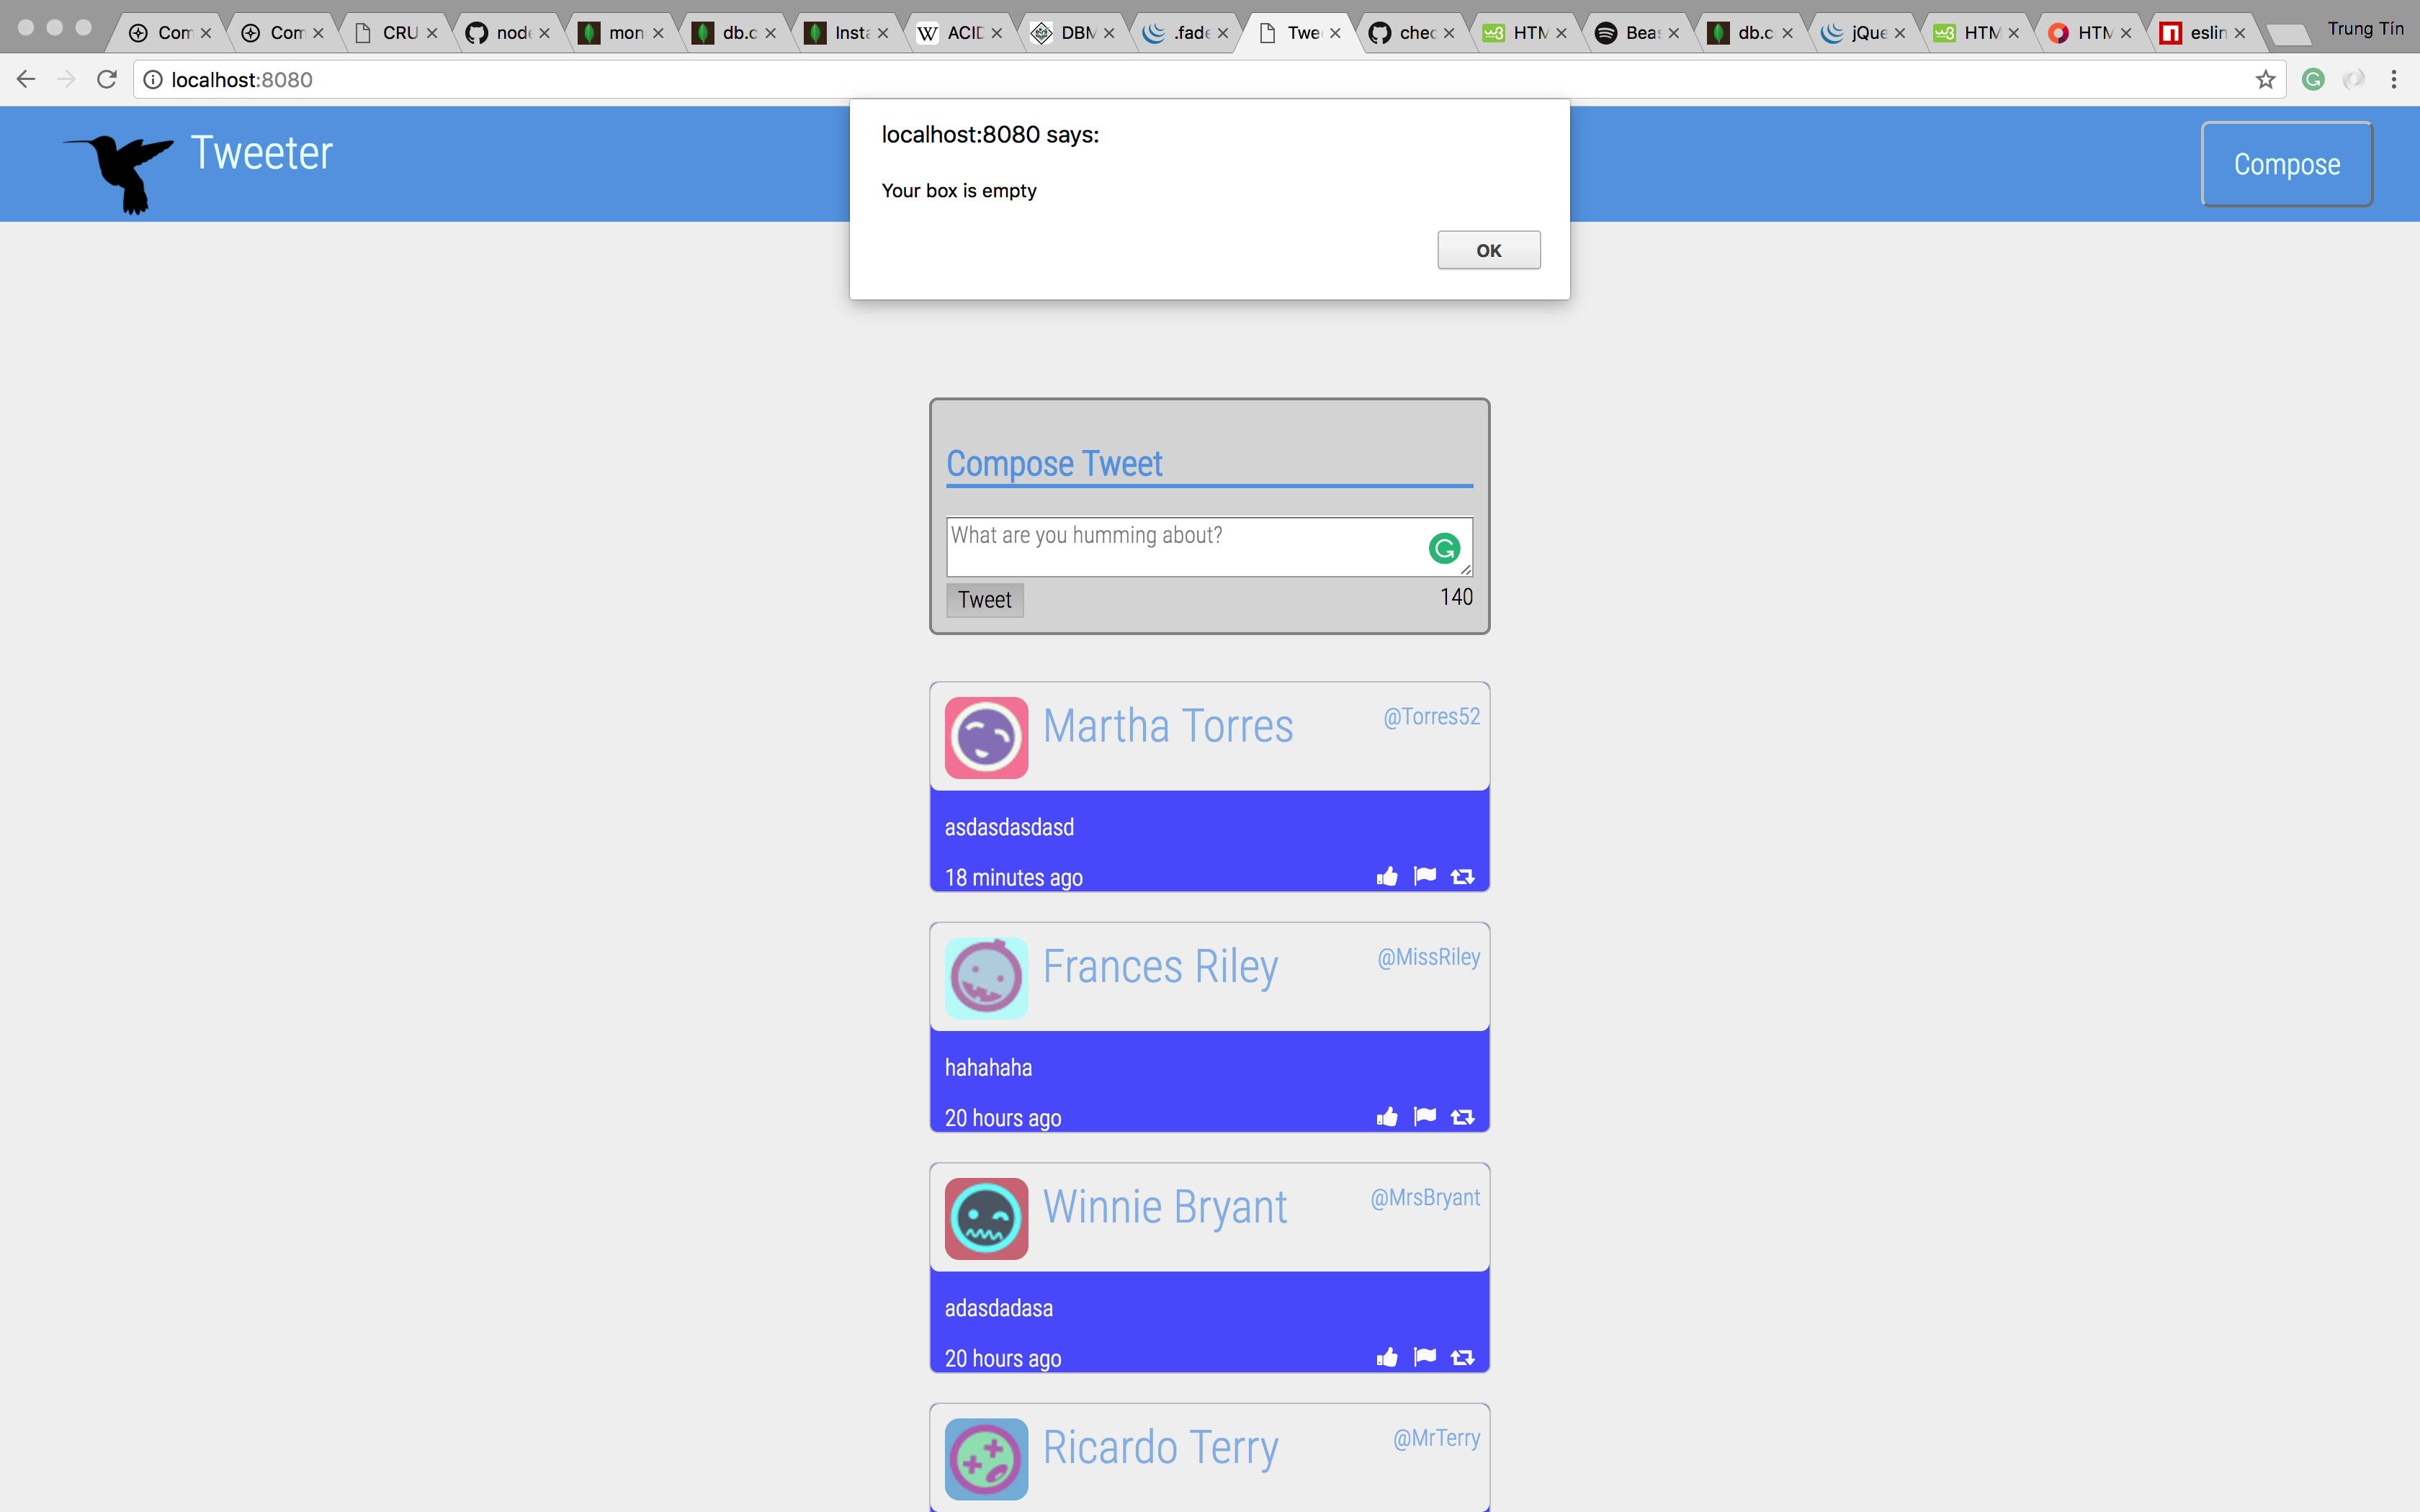 Com Com CRU node mon db.c Insta ACID DBM .fade Twe chec HTM Beas db.c jQue HTM HTM eslin Trung Tín
localhost:8080
Tweeter
Compose
localhost:8080 says:
Your box is empty
OK
Compose Tweet
What are you humming about?
Tweet
140
Martha Torres
@Torres52
asdasdasdasd
18 minutes ago
Frances Riley
@MissRiley
hahahaha
20 hours ago
Winnie Bryant
@MrsBryant
adasdadasa
20 hours ago
Ricardo Terry
@MrTerry